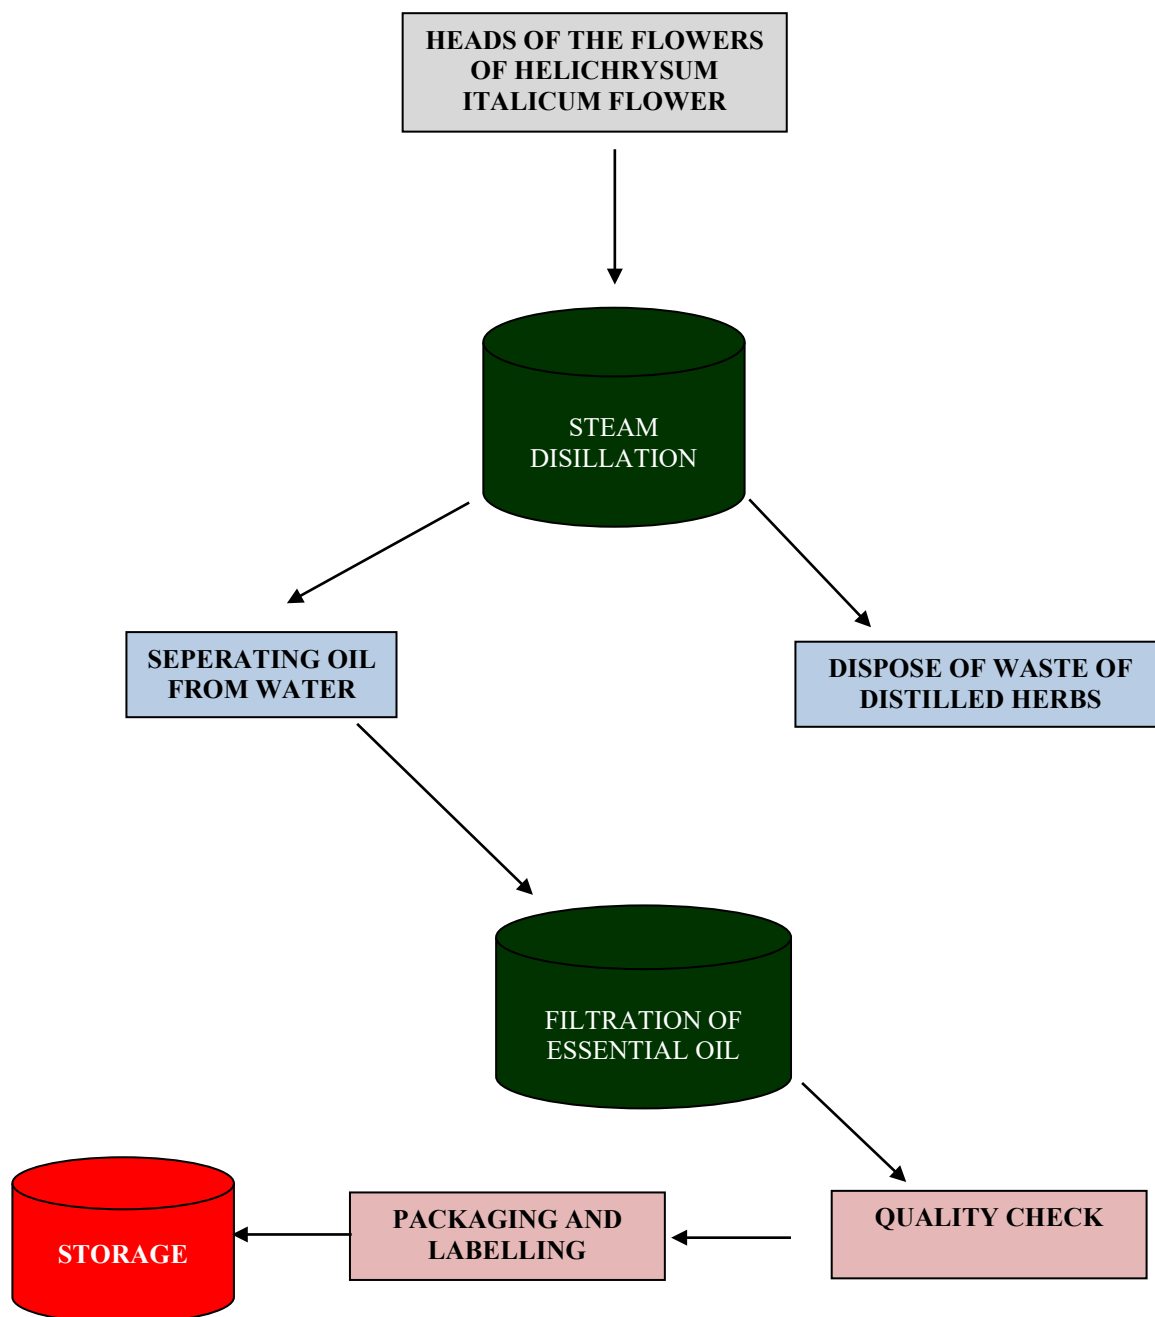 HEADS OF THE FLOWERS
OF HELICHRYSUM
ITALICUM FLOWER
STEAM
DISILLATION
SEPERATING OIL
FROM WATER
DISPOSE OF WASTE OF
DISTILLED HERBS
FILTRATION OF
ESSENTIAL OIL
QUALITY CHECK
PACKAGING AND
LABELLING
STORAGE